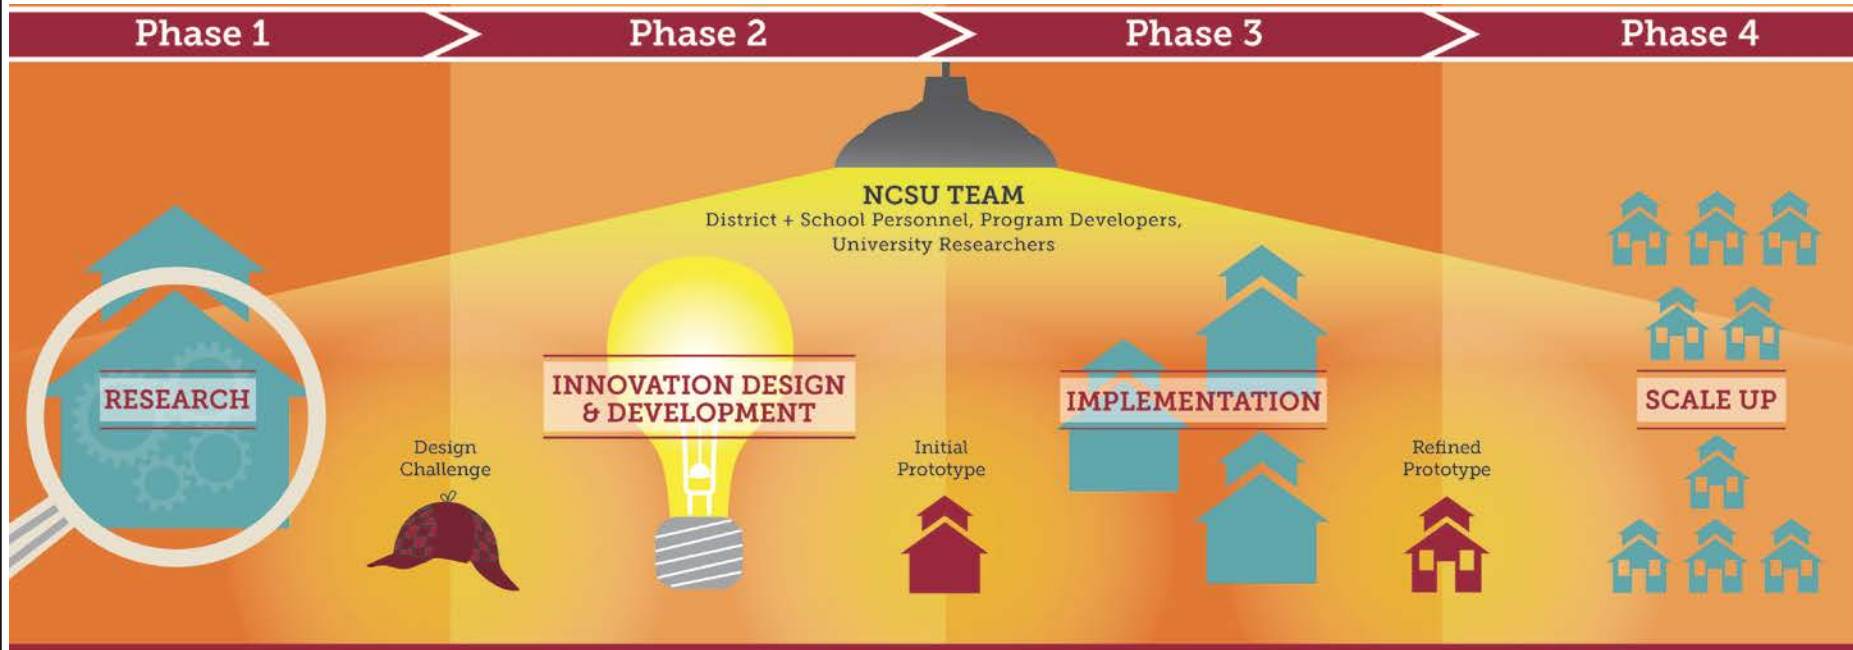 Phase 1
Phase 2
Phase 3
Phase 4
NCSU TEAM
District + School Personnel, Program Developers,
University Researchers
RESEARCH
Design
Challenge
INNOVATION DESIGN
& DEVELOPMENT
Initial
Prototype
IMPLEMENTATION
Refined
Prototype
SCALE UP